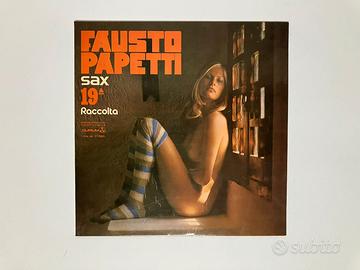 FAUSTO
PAPETTI
sax
19ª
Raccolta
subito